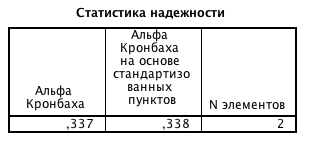 Статистика надежности
Альфа
Кронбаха
Альфа
Кронбаха
на основе
стандартизо
ванных
пунктов
N элементов
,337
,338
2